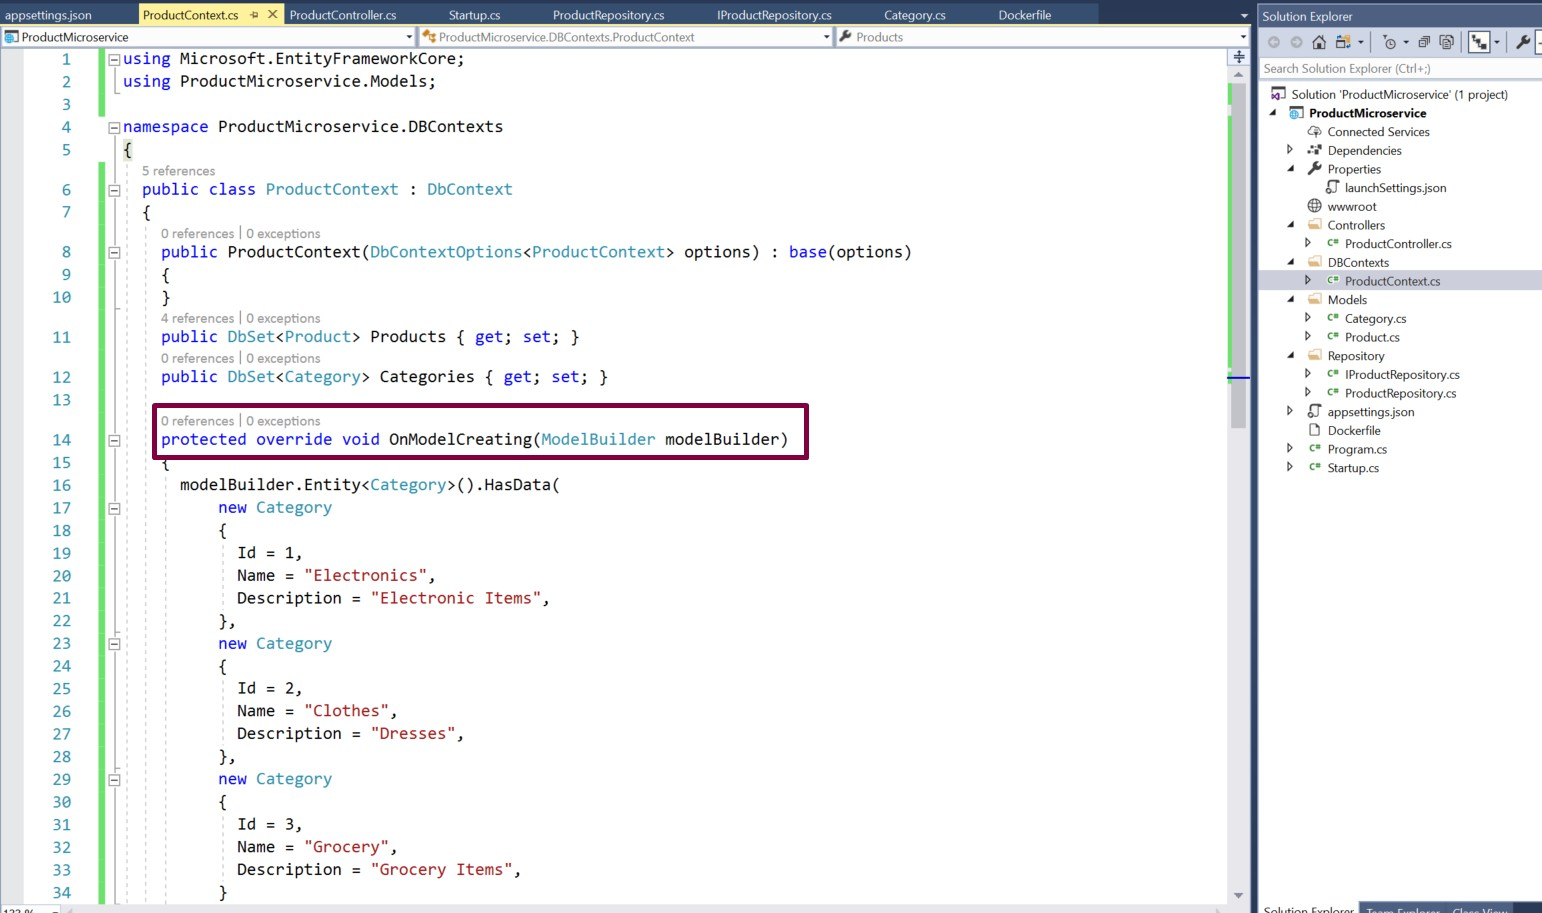 appsettings.json
ProductContext.cs
ProductController.cs
Startup.cs
ProductRepository.cs
IProductRepository.cs
Category.cs
Dockerfile
ProductMicroservice
ProductMicroservice.DBContexts.ProductContext
Products
1 using Microsoft.EntityFrameworkCore;
2 using ProductMicroservice.Models;
3
4 namespace ProductMicroservice.DBContexts
5 {
5 references
6 public class ProductContext : DbContext
7 {
0 references | 0 exceptions
8 public ProductContext(DbContextOptions<ProductContext> options) : base(options)
9 {
10 }
4 references | 0 exceptions
11 public DbSet<Product> Products { get; set; }
0 references | 0 exceptions
12 public DbSet<Category> Categories { get; set; }
13
0 references | 0 exceptions
14 protected override void OnModelCreating(ModelBuilder modelBuilder)
15 {
16 modelBuilder.Entity<Category>().HasData(
17 new Category
18 {
19 Id = 1,
20 Name = "Electronics",
21 Description = "Electronic Items",
22 },
23 new Category
24 {
25 Id = 2,
26 Name = "Clothes",
27 Description = "Dresses",
28 },
29 new Category
30 {
31 Id = 3,
32 Name = "Grocery",
33 Description = "Grocery Items",
34 }
Solution Explorer
Search Solution Explorer (Ctrl+;)
Solution 'ProductMicroservice' (1 project)
ProductMicroservice
Connected Services
Dependencies
Properties
launchSettings.json
wwwroot
Controllers
C# ProductController.cs
DBContexts
C# ProductContext.cs
Models
C# Category.cs
C# Product.cs
Repository
C# IProductRepository.cs
C# ProductRepository.cs
appsettings.json
Dockerfile
C# Program.cs
C# Startup.cs
Solution Explorer
Team Explorer
Class View